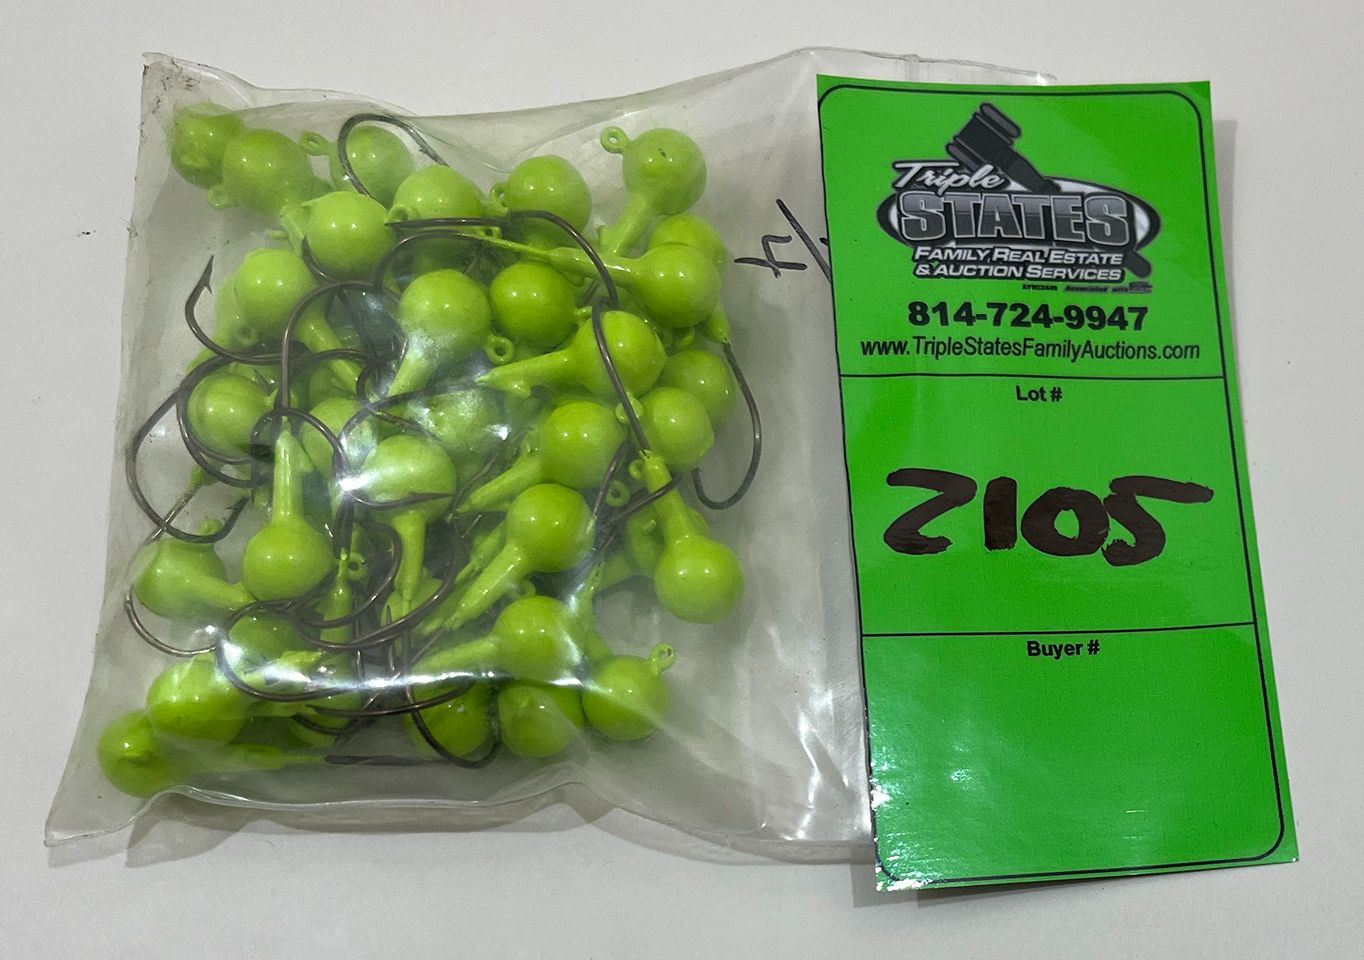 Triple
STATES
FAMILY REAL ESTATE
& AUCTION SERVICES
814-724-9947
www.TripleStatesFamilyAuctions.com
Lot #
2105
Buyer #